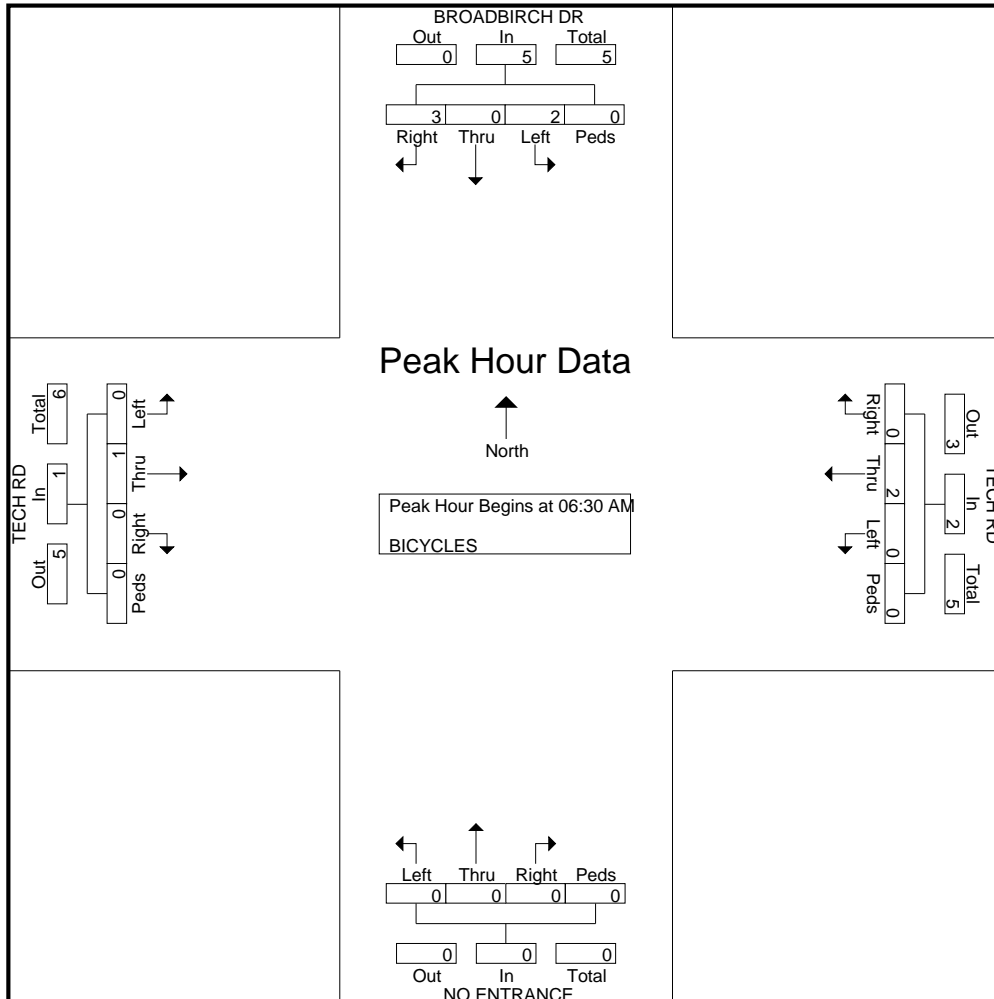 BROADBIRCH DR
Out In Total
0 5 5
3 0 2 0
Right Thru Left Peds
Peak Hour Data
North
Peak Hour Begins at 06:30 AM
BICYCLES
TECH RD
Total In Out
6 1 5
0 1 0 0
Left Thru Right Peds
TECH RD
Out In Total
3 2 5
0 2 0 0
Right Thru Left Peds
Left Thru Right Peds
0 0 0 0
0 0 0
Out In Total
NO ENTRANCE